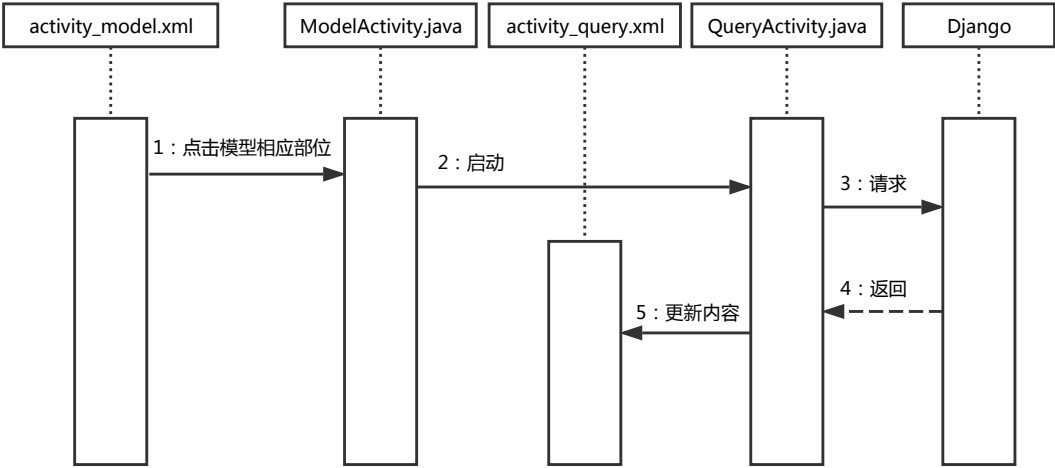 activity_model.xml
ModelActivity.java
activity_query.xml
QueryActivity.java
Django
1：点击模型相应部位
2：启动
3：请求
4：返回
5：更新内容